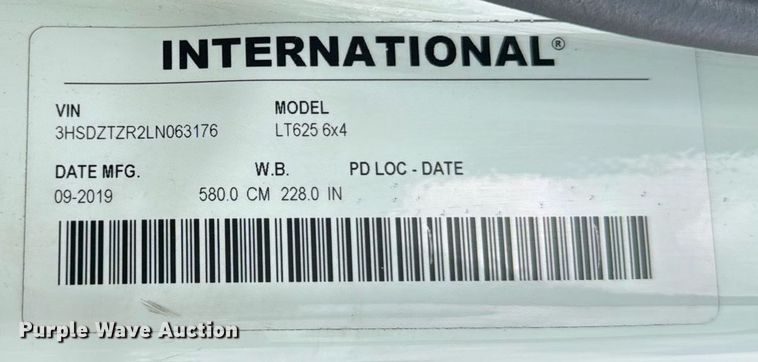 INTERNATIONAL®
VIN MODEL
3HSDZTZR2LN063176 LT625 6x4
DATE MFG. W.B. PD LOC - DATE
09-2019 580.0 CM 228.0 IN
Purple Wave Auction